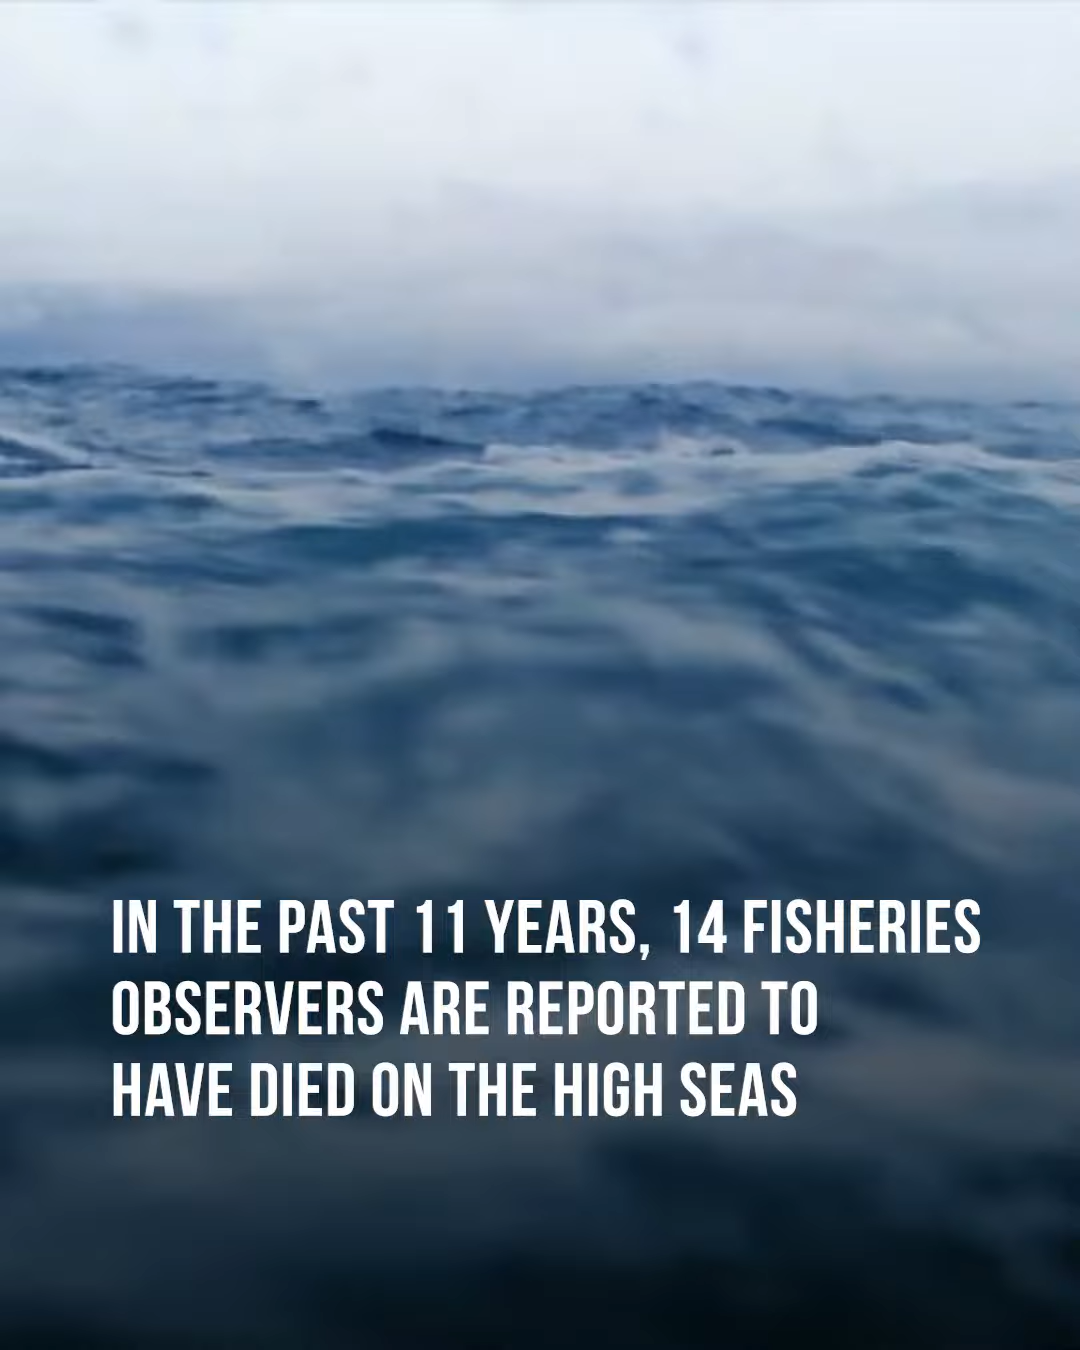 IN THE PAST 11 YEARS, 14 FISHERIES
OBSERVERS ARE REPORTED TO
HAVE DIED ON THE HIGH SEAS